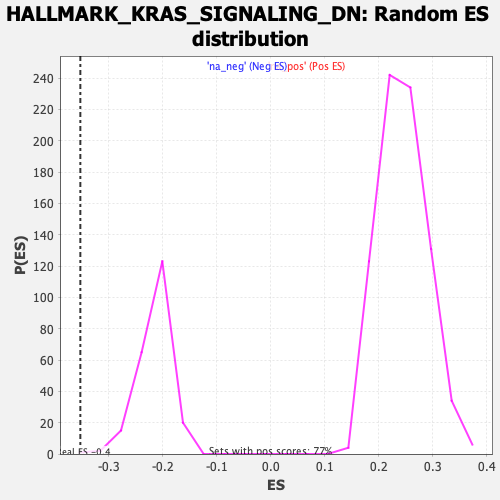 HALLMARK_KRAS_SIGNALING_DN: Random ES
distribution
'na_neg' (Neg ES)pos' (Pos ES)
P(ES)
240
220
200
180
160
140
120
100
80
60
40
20
0
eal ES -0.4
Sets with pos scores: 77%
-0.3 -0.2 -0.1 0.0 0.1 0.2 0.3 0.4
ES